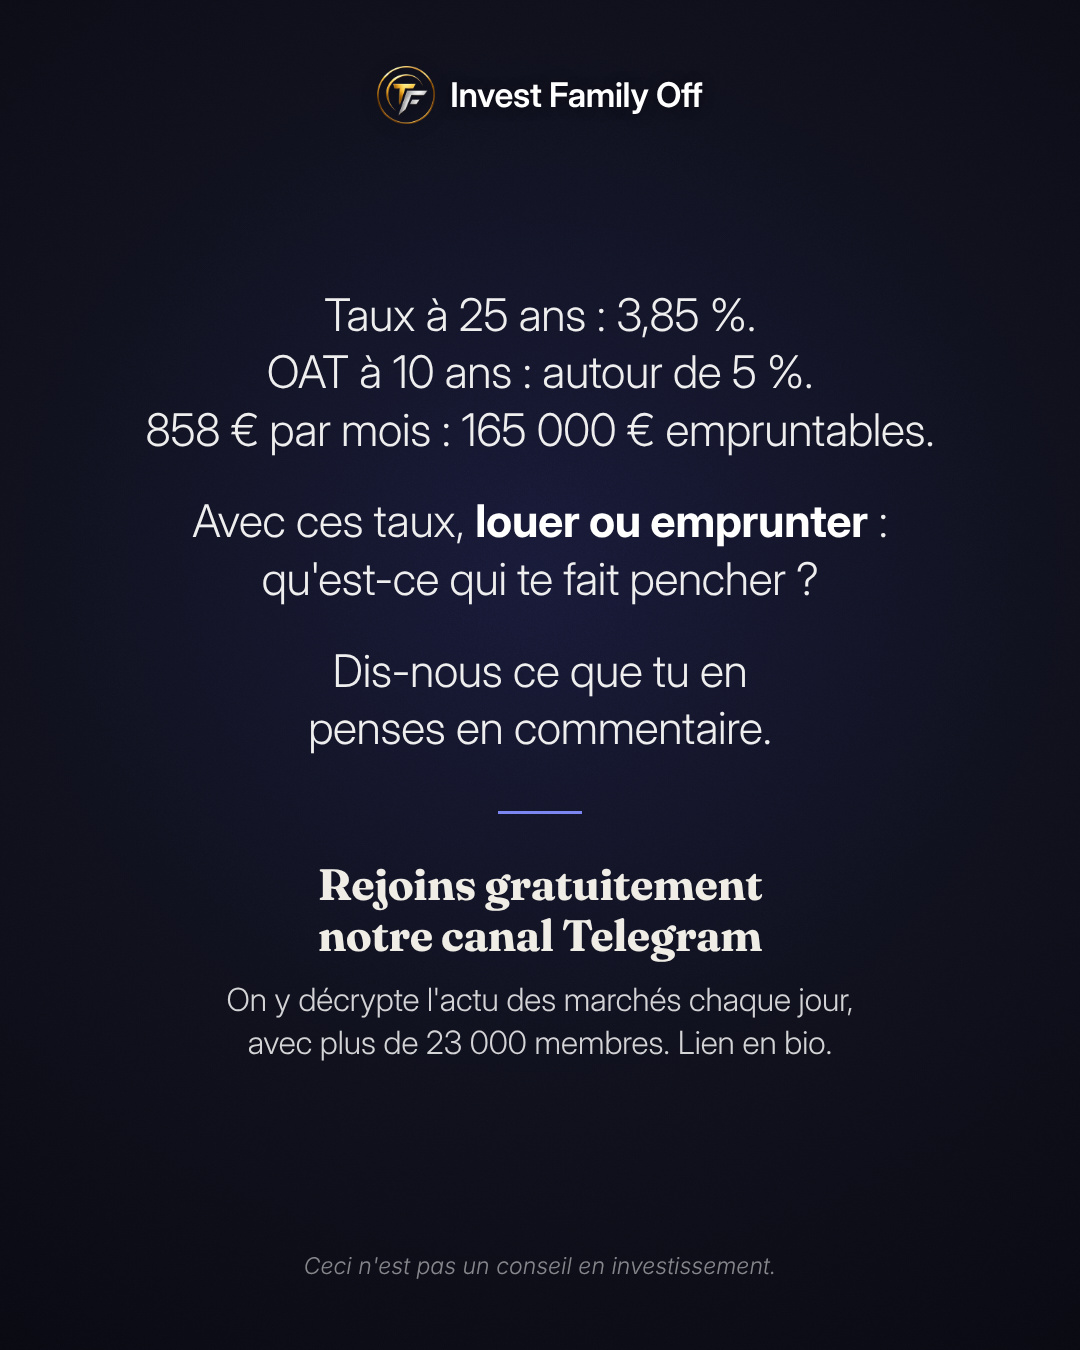 TF Invest Family Off
Taux à 25 ans : 3,85 %.
OAT à 10 ans : autour de 5 %.
858 € par mois : 165 000 € empruntables.
Avec ces taux, louer ou emprunter :
qu'est-ce qui te fait pencher ?
Dis-nous ce que tu en
penses en commentaire.
Rejoins gratuitement
notre canal Telegram
On y décrypte l'actu des marchés chaque jour,
avec plus de 23 000 membres. Lien en bio.
Ceci n'est pas un conseil en investissement.